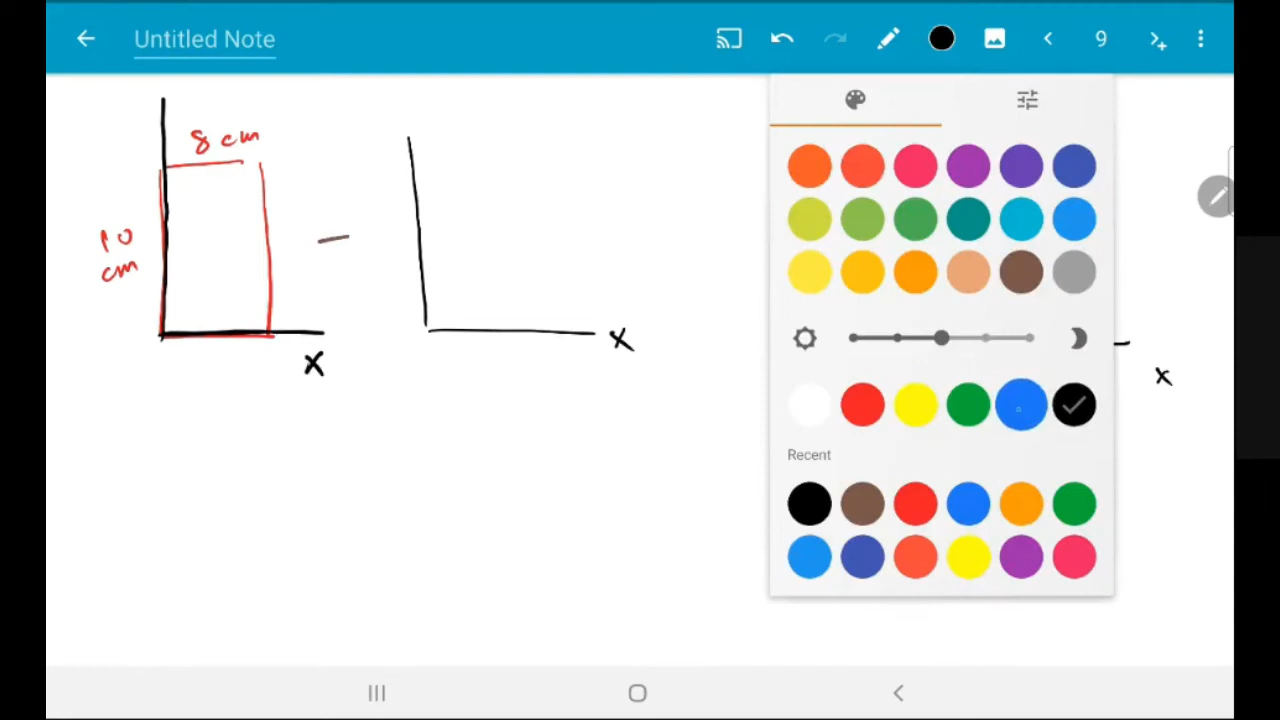 Untitled Note
9
8 cm
10
cm
-
x
x
x
Recent